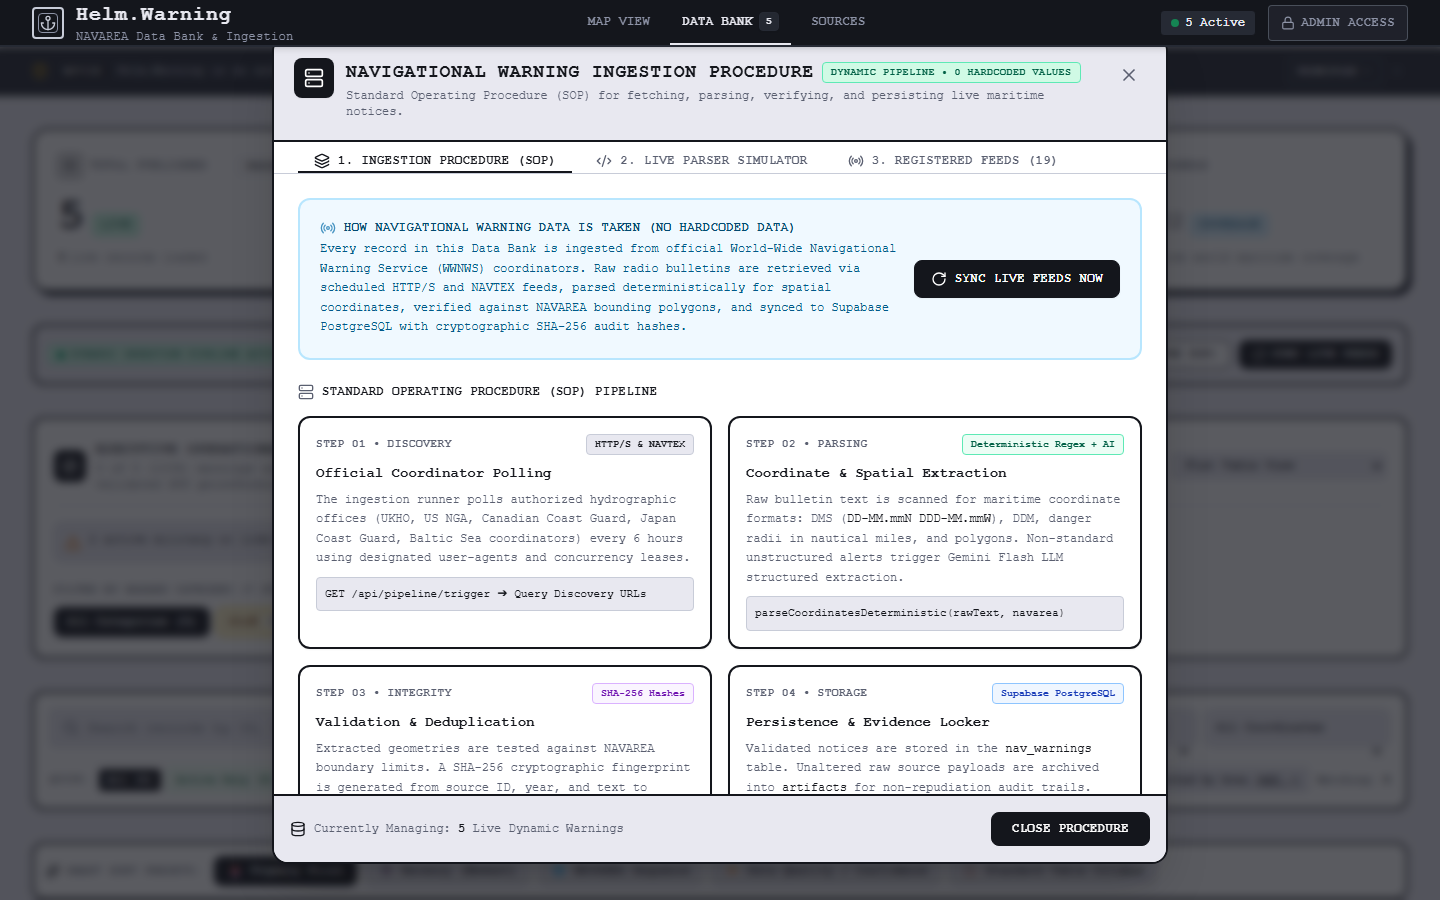 Helm.Warning
NAVAREA Data Bank & Ingestion
MAP VIEW
DATA BANK 5
SOURCES
5 Active
ADMIN ACCESS
NAVIGATIONAL WARNING INGESTION PROCEDURE
DYNAMIC PIPELINE • 0 HARDCODED VALUES
Standard Operating Procedure (SOP) for fetching, parsing, verifying, and persisting live maritime
notices.
1. INGESTION PROCEDURE (SOP)
2. LIVE PARSER SIMULATOR
3. REGISTERED FEEDS (19)
HOW NAVIGATIONAL WARNING DATA IS TAKEN (NO HARDCODED DATA)
Every record in this Data Bank is ingested from official World-Wide Navigational
Warning Service (WWNWS) coordinators. Raw radio bulletins are retrieved via
scheduled HTTP/S and NAVTEX feeds, parsed deterministically for spatial
coordinates, verified against NAVAREA bounding polygons, and synced to Supabase
PostgreSQL with cryptographic SHA-256 audit hashes.
SYNC LIVE FEEDS NOW
STANDARD OPERATING PROCEDURE (SOP) PIPELINE
STEP 01 • DISCOVERY
HTTP/S & NAVTEX
Official Coordinator Polling
The ingestion runner polls authorized hydrographic
offices (UKHO, US NGA, Canadian Coast Guard, Japan
Coast Guard, Baltic Sea coordinators) every 6 hours
using designated user-agents and concurrency leases.
GET /api/pipeline/trigger ➔ Query Discovery URLs
STEP 02 • PARSING
Deterministic Regex + AI
Coordinate & Spatial Extraction
Raw bulletin text is scanned for maritime coordinate
formats: DMS (DD-MM.mmN DDD-MM.mmW), DDM, danger
radii in nautical miles, and polygons. Non-standard
unstructured alerts trigger Gemini Flash LLM
structured extraction.
parseCoordinatesDeterministic(rawText, navarea)
STEP 03 • INTEGRITY
SHA-256 Hashes
Validation & Deduplication
Extracted geometries are tested against NAVAREA
boundary limits. A SHA-256 cryptographic fingerprint
is generated from source ID, year, and text to
STEP 04 • STORAGE
Supabase PostgreSQL
Persistence & Evidence Locker
Validated notices are stored in the nav_warnings
table. Unaltered raw source payloads are archived
into artifacts for non-repudiation audit trails.
Currently Managing: 5 Live Dynamic Warnings
CLOSE PROCEDURE